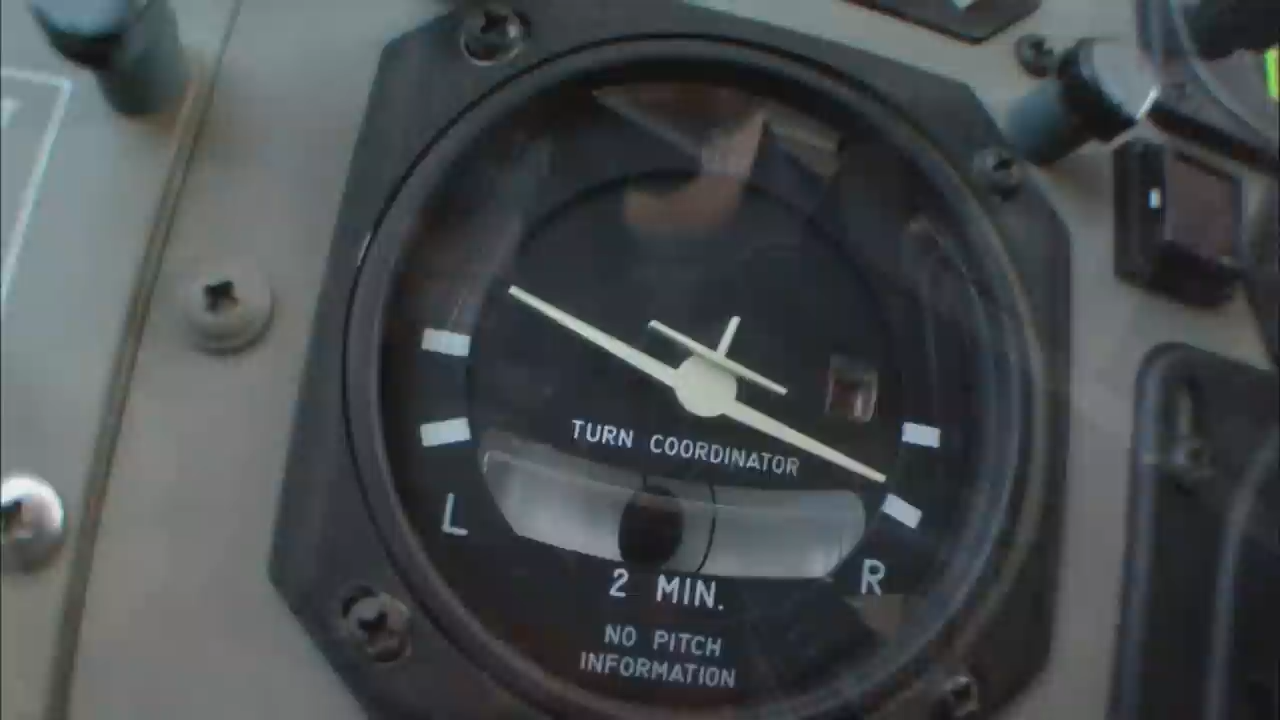 TURN COORDINATOR
L
R
2 MIN.
NO PITCH
INFORMATION